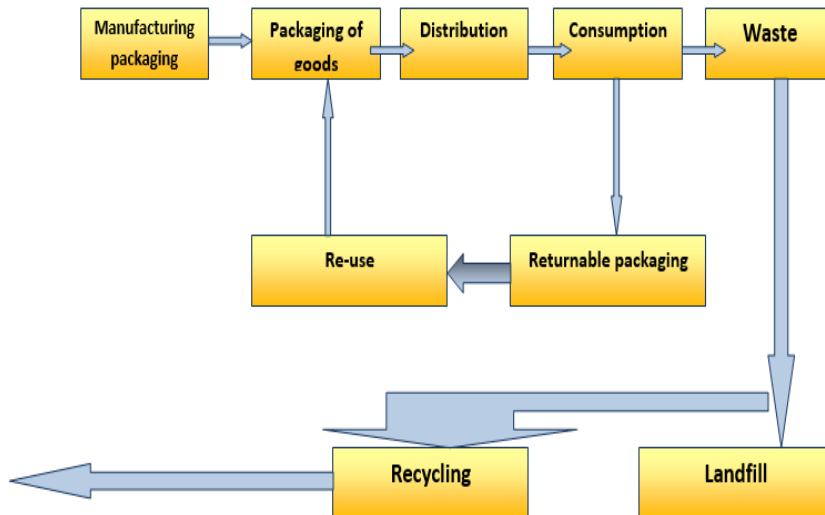 Manufacturing
packaging
Packaging of
goods
Distribution
Consumption
Waste
Re-use
Returnable packaging
Recycling
Landfill